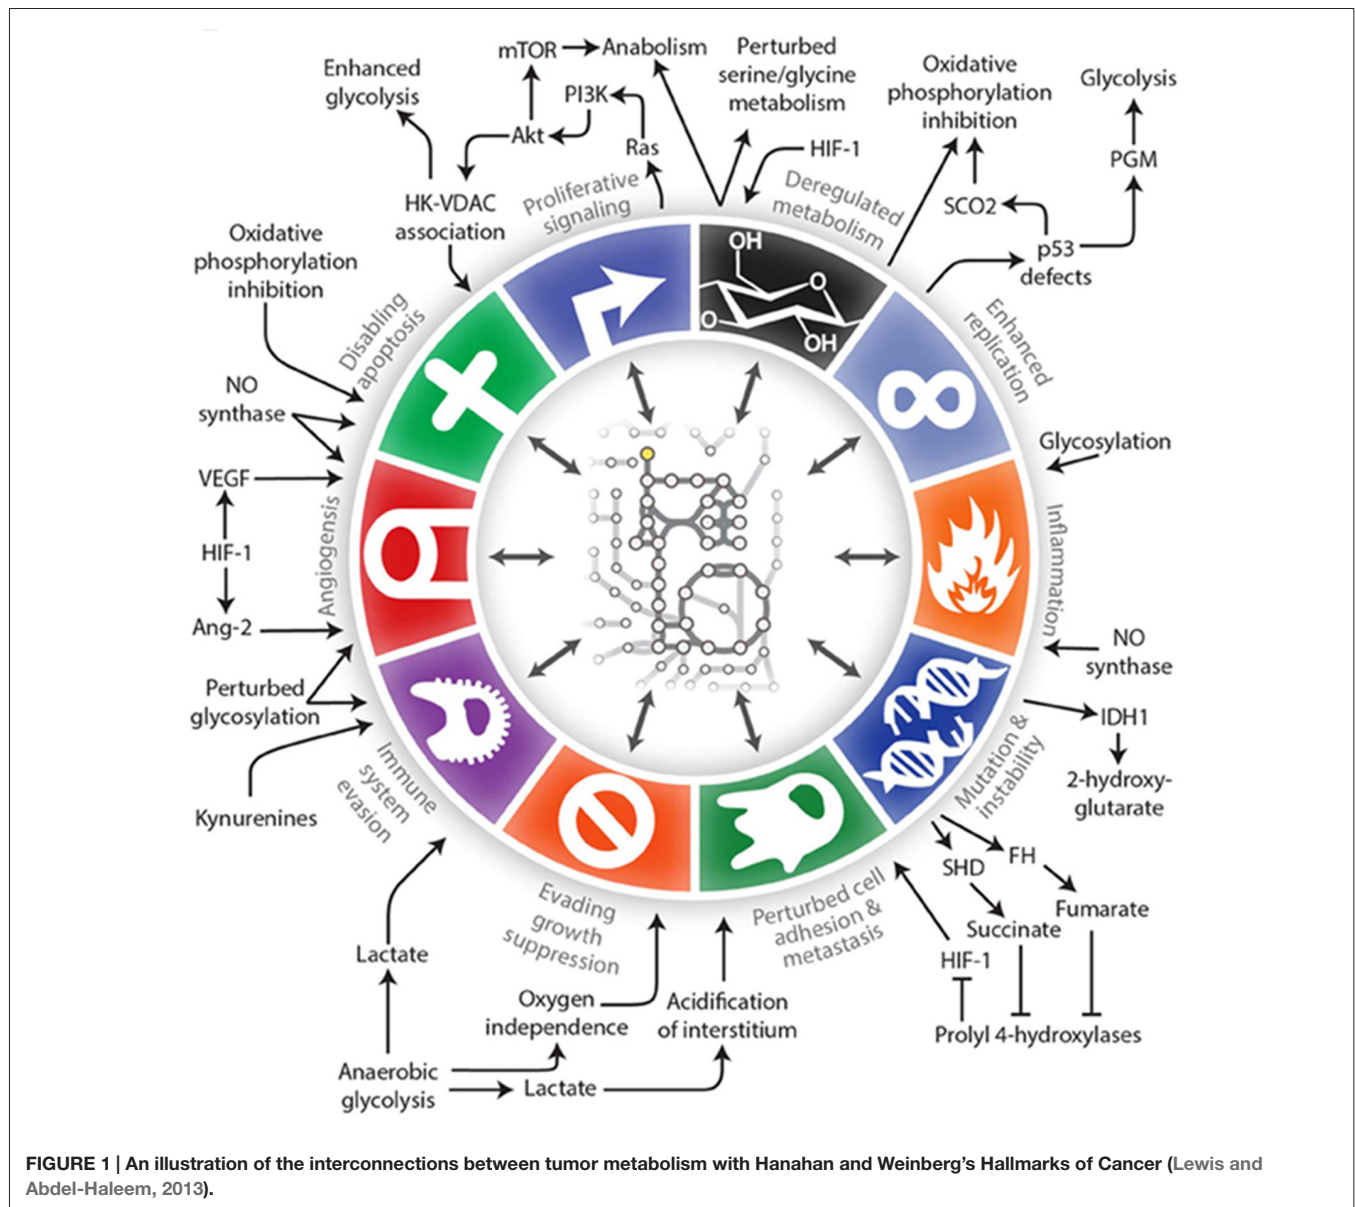 mTOR
Anabolism
Perturbed
serine/glycine
metabolism
Enhanced
glycolysis
PI3K
Akt
Ras
HIF-1
Oxidative
phosphorylation
inhibition
Glycolysis
PGM
SCO2
p53
defects
HK-VDAC
association
Proliferative
signaling
Deregulated
metabolism
Oxidative
phosphorylation
inhibition
Disabling
apoptosis
OH
O
O
OH
Enhanced
replication
NO
synthase
Glycosylation
VEGF
HIF-1
Ang-2
Angiogenesis
Inflammation
NO
synthase
Perturbed
glycosylation
Kynurenines
Immune
system
evasion
IDH1
2-hydroxy-
glutarate
Mutation &
instability
SHD
FH
Fumarate
Succinate
HIF-1
Prolyl 4-hydroxylases
Evading
growth
suppression
Perturbed cell
adhesion &
metastasis
Lactate
Oxygen
independence
Acidification
of interstitium
Anaerobic
glycolysis
Lactate
FIGURE 1 | An illustration of the interconnections between tumor metabolism with Hanahan and Weinberg's Hallmarks of Cancer (Lewis and
Abdel-Haleem, 2013).